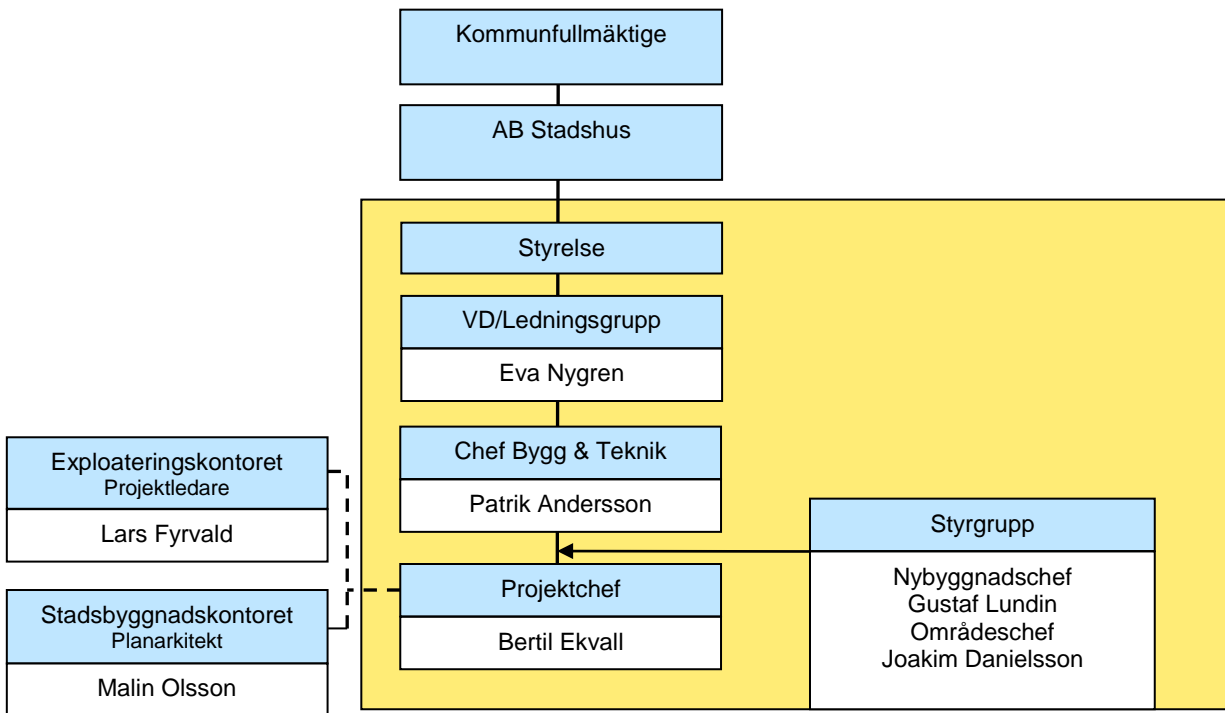 Kommunfullmäktige
AB Stadshus
Styrelse
VD/Ledningsgrupp
Eva Nygren
Chef Bygg & Teknik
Patrik Andersson
Exploateringskontoret
Projektledare
Lars Fyrvald
Styrgrupp
Nybyggnadschef
Gustaf Lundin
Områdeschef
Joakim Danielsson
Projektchef
Bertil Ekvall
Stadsbyggnadskontoret
Planarkitekt
Malin Olsson